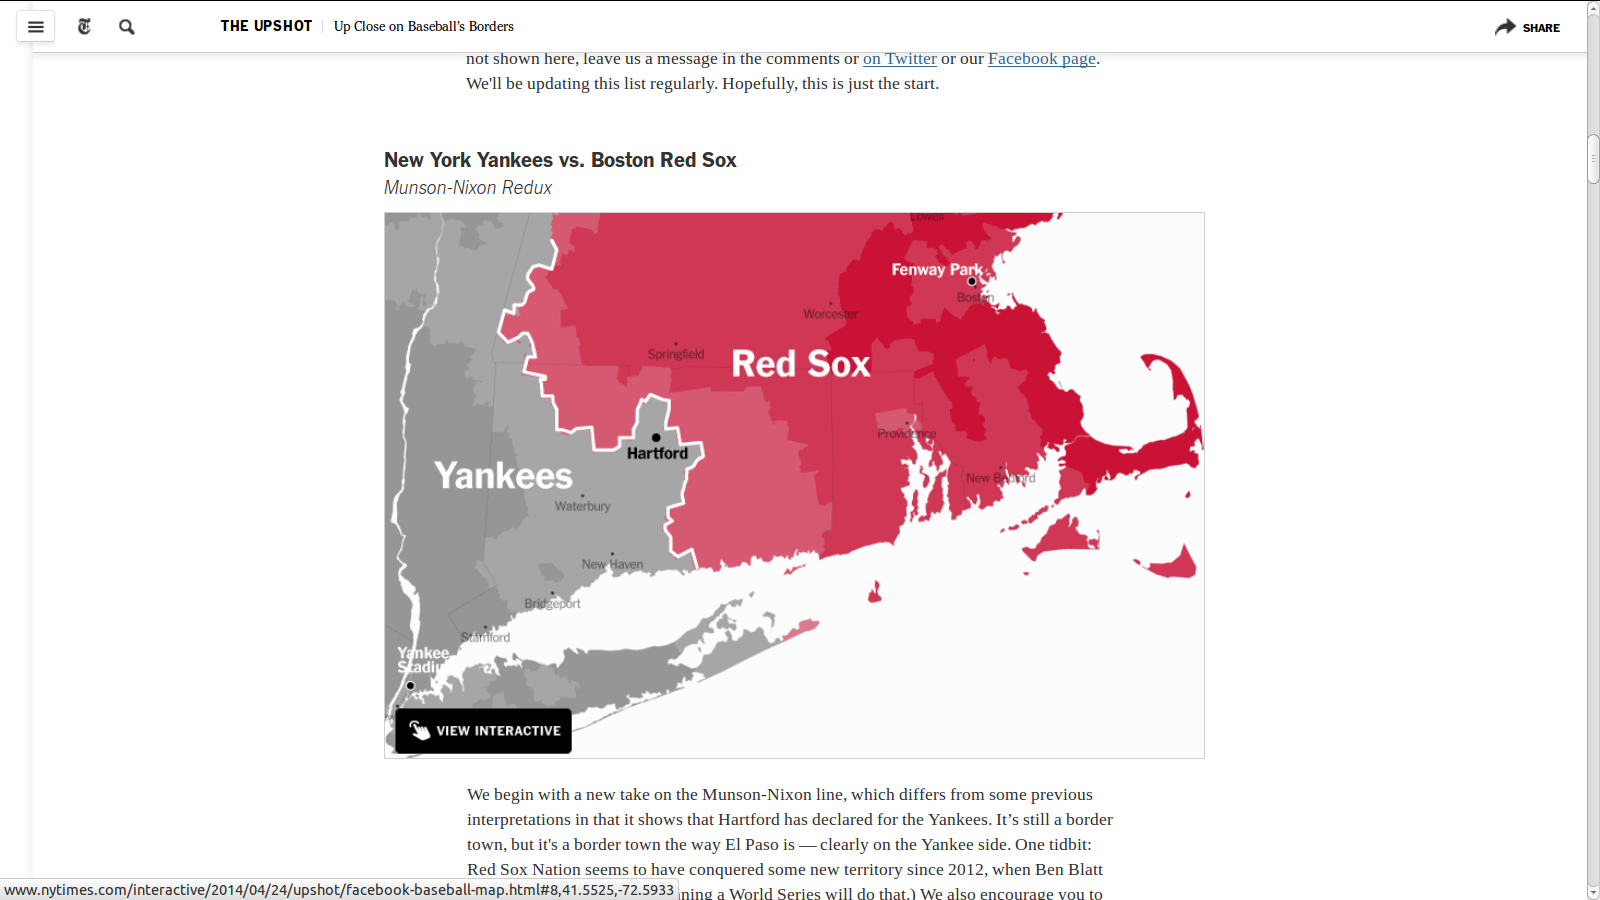 THE UPSHOT
Up Close on Baseball's Borders
SHARE
not shown here, leave us a message in the comments or on Twitter or our Facebook page.
We'll be updating this list regularly. Hopefully, this is just the start.
New York Yankees vs. Boston Red Sox
Munson-Nixon Redux
Lowell
Fenway Park
Boston
Worcester
Springfield
Red Sox
Providence
Hartford
Yankees
New Bedford
Waterbury
New Haven
Bridgeport
Stamford
Yankee
Stadium
VIEW INTERACTIVE
We begin with a new take on the Munson-Nixon line, which differs from some previous
interpretations in that it shows that Hartford has declared for the Yankees. It's still a border
town, but it's a border town the way El Paso is — clearly on the Yankee side. One tidbit:
Red Sox Nation seems to have conquered some new territory since 2012, when Ben Blatt
www.nytimes.com/interactive/2014/04/24/upshot/facebook-baseball-map.html#8,41.5525,-72.5933
ning a World Series will do that.) We also encourage you to